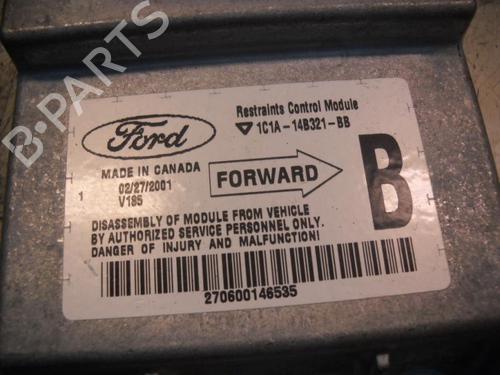 Ford
Restraints Control Module
1C1A-14B321-BB
MADE IN CANADA
02/27/2001
V185
1
FORWARD
B
DISASSEMBLY OF MODULE FROM VEHICLE
BY AUTHORIZED SERVICE PERSONNEL ONLY.
DANGER OF INJURY AND MALFUNCTION!
270600146535
B-PARTS